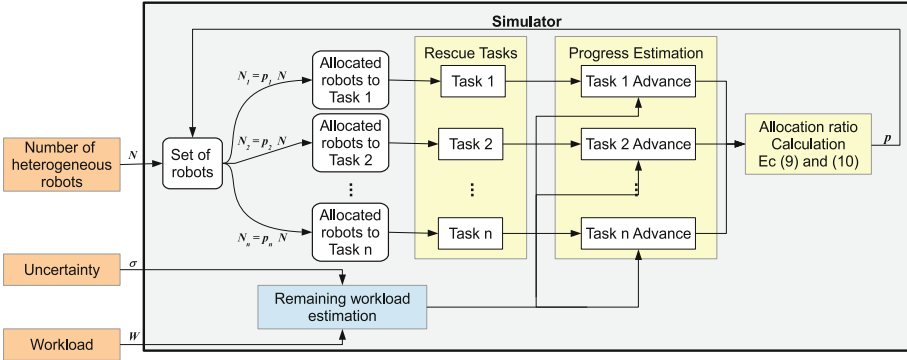 Simulator
Number of
heterogeneous
robots
N
Set of
robots
N₁ = p₁ N
N₂ = p₂ N
Nₙ = pₙ N
Allocated
robots to
Task 1
Allocated
robots to
Task 2
...
Allocated
robots to
Task n
Rescue Tasks
Task 1
Task 2
...
Task n
Progress Estimation
Task 1 Advance
Task 2 Advance
...
Task n Advance
Allocation ratio
Calculation
Ec (9) and (10)
p
Uncertainty
σ
Remaining workload
estimation
Workload
W